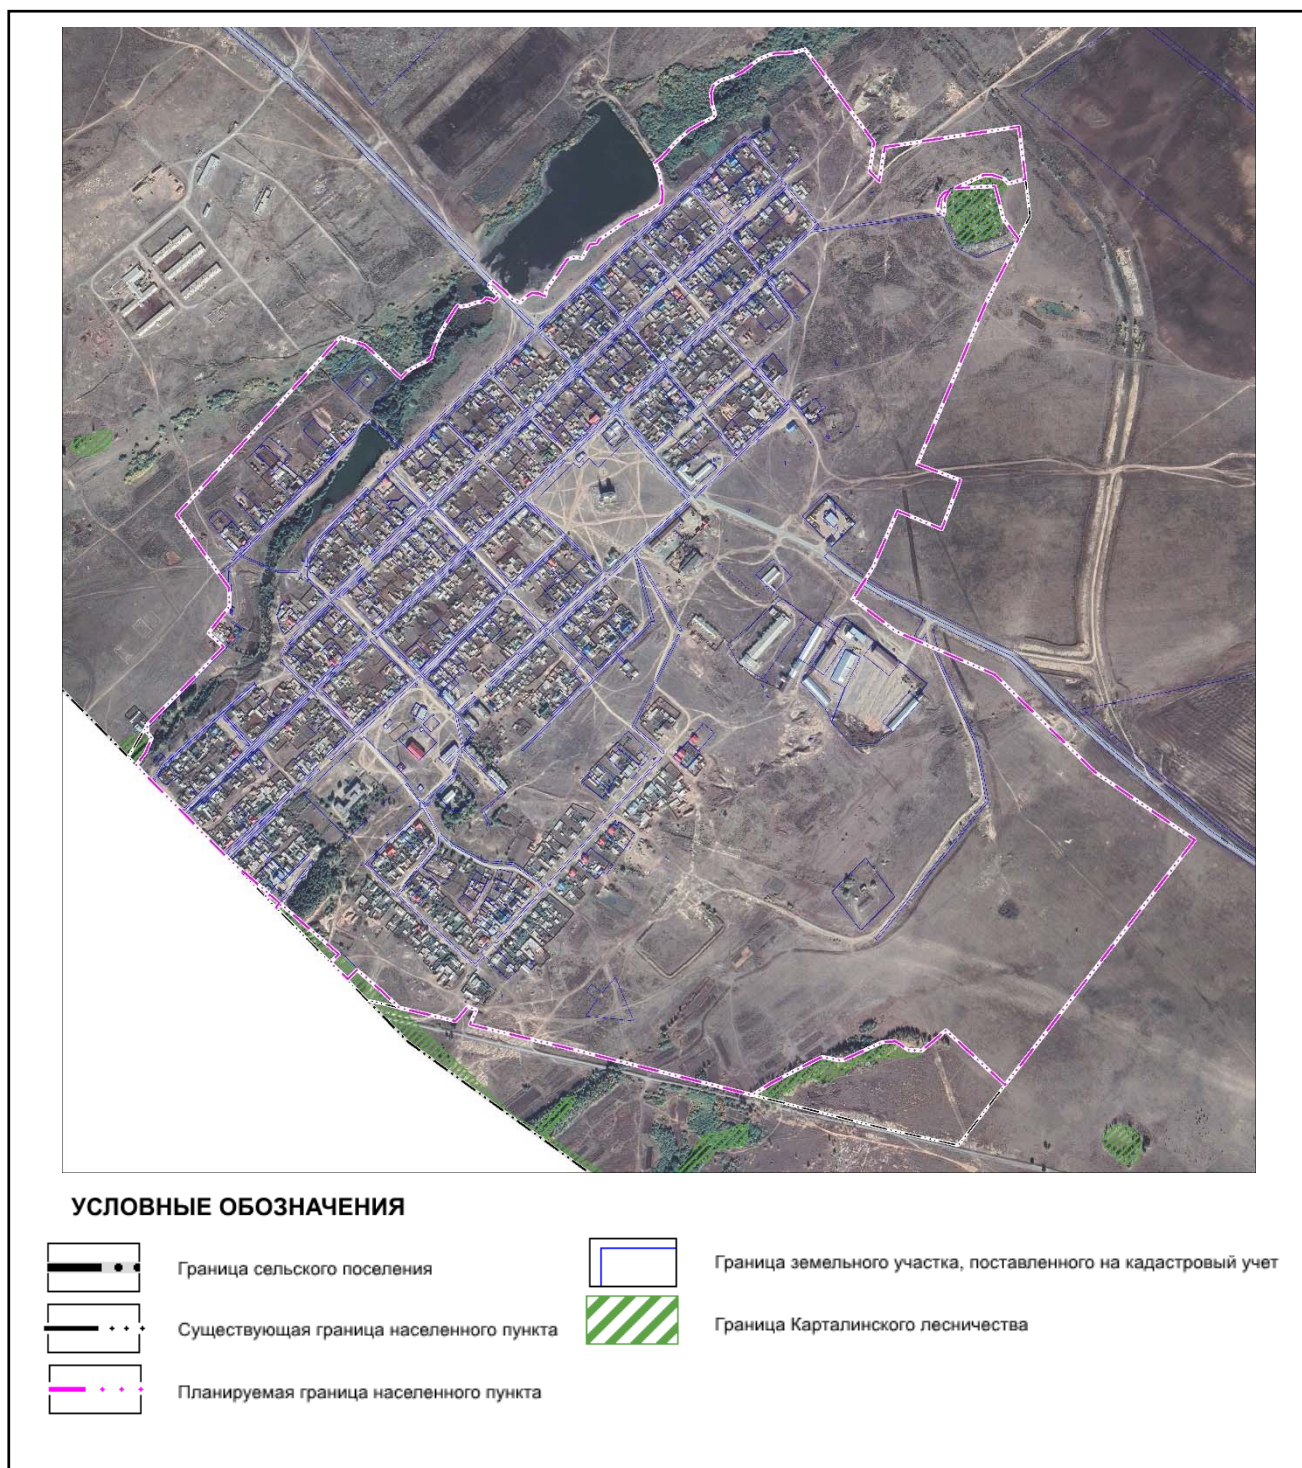 УСЛОВНЫЕ ОБОЗНАЧЕНИЯ
Граница сельского поселения
Существующая граница населенного пункта
Планируемая граница населенного пункта
Граница земельного участка, поставленного на кадастровый учет
Граница Карталинского лесничества